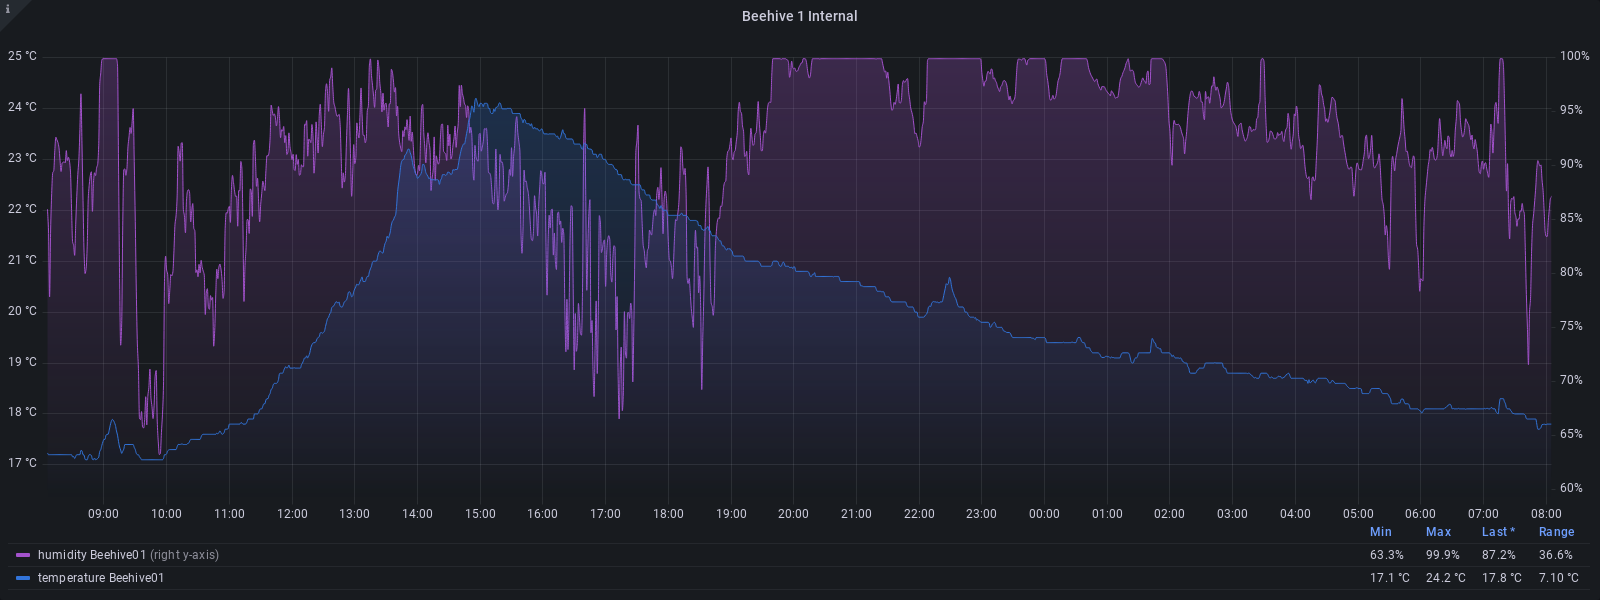 i
Beehive 1 Internal
25 °C 100%
24 °C 95%
23 °C 90%
22 °C 85%
21 °C 80%
20 °C 75%
19 °C 70%
18 °C 65%
17 °C 60%
09:00 10:00 11:00 12:00 13:00 14:00 15:00 16:00 17:00 18:00 19:00 20:00 21:00 22:00 23:00 00:00 01:00 02:00 03:00 04:00 05:00 06:00 07:00 08:00
Min Max Last * Range
humidity Beehive01 (right y-axis) 63.3% 99.9% 87.2% 36.6%
temperature Beehive01 17.1 °C 24.2 °C 17.8 °C 7.10 °C